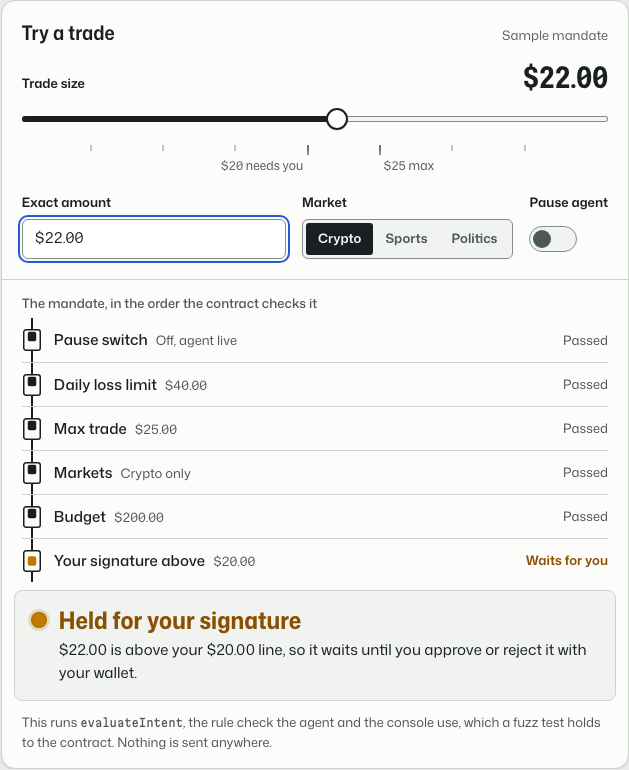 Try a trade
Sample mandate
Trade size
$22.00
$20 needs you
$25 max
Exact amount
Market
Pause agent
$22.00
Crypto
Sports
Politics
The mandate, in the order the contract checks it
Pause switch Off, agent live Passed
Daily loss limit $40.00 Passed
Max trade $25.00 Passed
Markets Crypto only Passed
Budget $200.00 Passed
Your signature above $20.00 Waits for you
Held for your signature
$22.00 is above your $20.00 line, so it waits until you approve or reject it with
your wallet.
This runs evaluateIntent, the rule check the agent and the console use, which a fuzz test holds
to the contract. Nothing is sent anywhere.